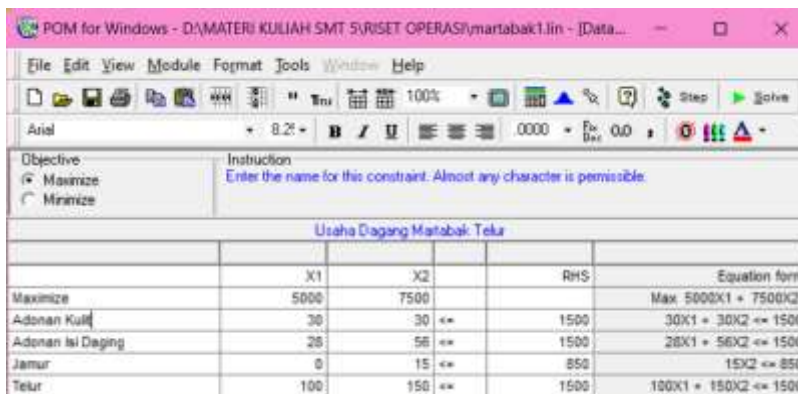 POM for Windows - D:\MATERI KULIAH SMT 5\RISET OPERASI\martabak1.lin - [Data...
File Edit View Module Format Tools Window Help
100% Step Solve
Arial 8.25 B I U .0000 Fix Dec 0.0
Objective
Maximize
Minimize
Instruction
Enter the name for this constraint. Almost any character is permissible.
Usaha Dagang Martabak Telur
X1 X2 RHS Equation form
Maximize 5000 7500 Max 5000X1 + 7500X2
Adonan Kulit 30 30 <= 1500 30X1 + 30X2 <= 1500
Adonan Isi Daging 28 56 <= 1500 28X1 + 56X2 <= 1500
Jamur 0 15 <= 850 15X2 <= 850
Telur 100 150 <= 1500 100X1 + 150X2 <= 1500